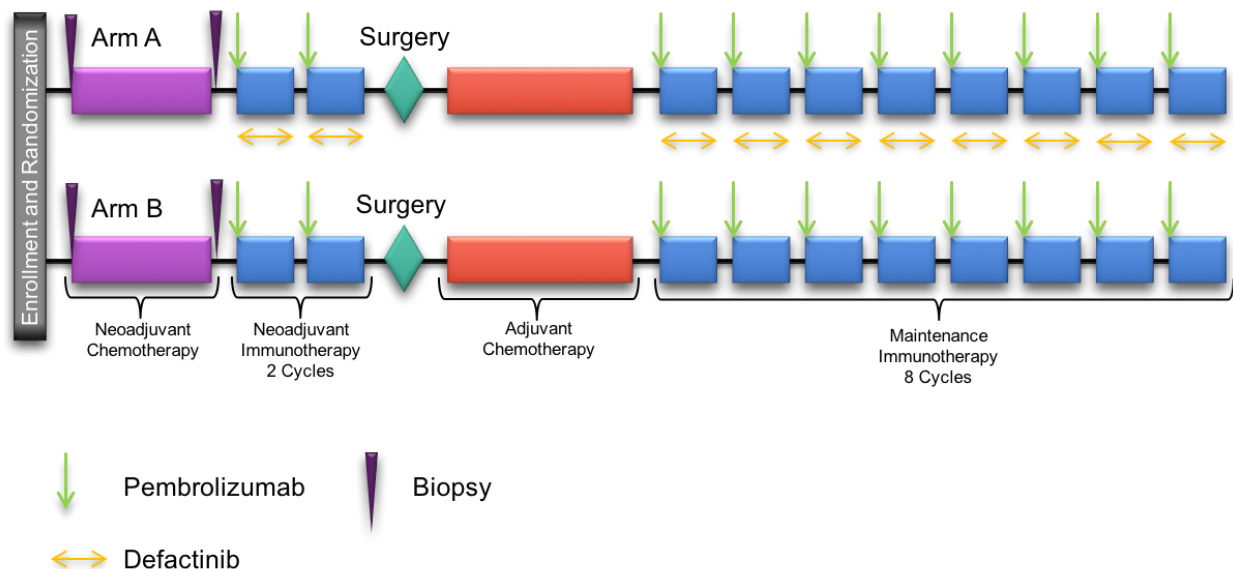 Enrollment and Randomization
Arm A
Surgery
Arm B
Surgery
Neoadjuvant
Chemotherapy
Neoadjuvant
Immunotherapy
2 Cycles
Adjuvant
Chemotherapy
Maintenance
Immunotherapy
8 Cycles
Pembrolizumab
Biopsy
Defactinib